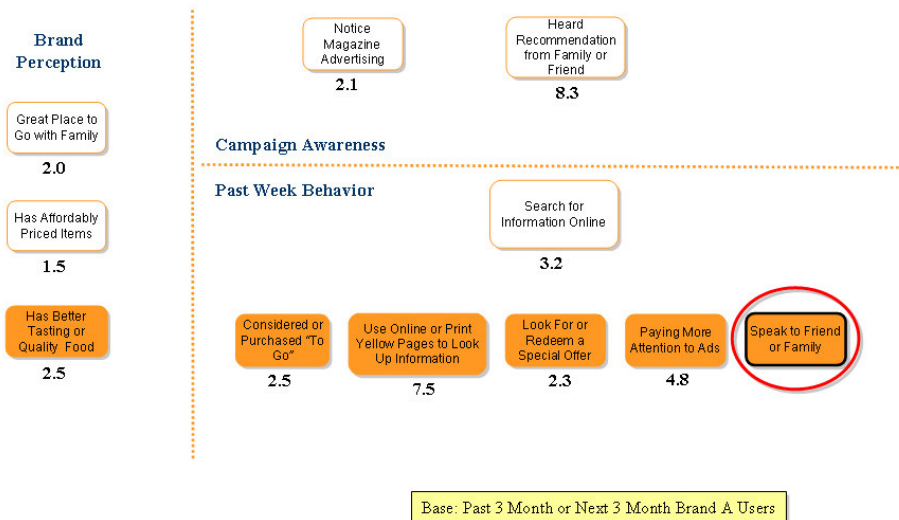 Brand
Perception
Great Place to
Go with Family
2.0
Has Affordably
Priced Items
1.5
Has Better
Tasting or
Quality Food
2.5
Notice
Magazine
Advertising
2.1
Heard
Recommendation
from Family or
Friend
8.3
Campaign Awareness
Past Week Behavior
Search for
Information Online
3.2
Considered or
Purchased "To
Go"
2.5
Use Online or Print
Yellow Pages to Look
Up Information
7.5
Look For or
Redeem a
Special Offer
2.3
Paying More
Attention to Ads
4.8
Speak to Friend
or Family
Base: Past 3 Month or Next 3 Month Brand A Users